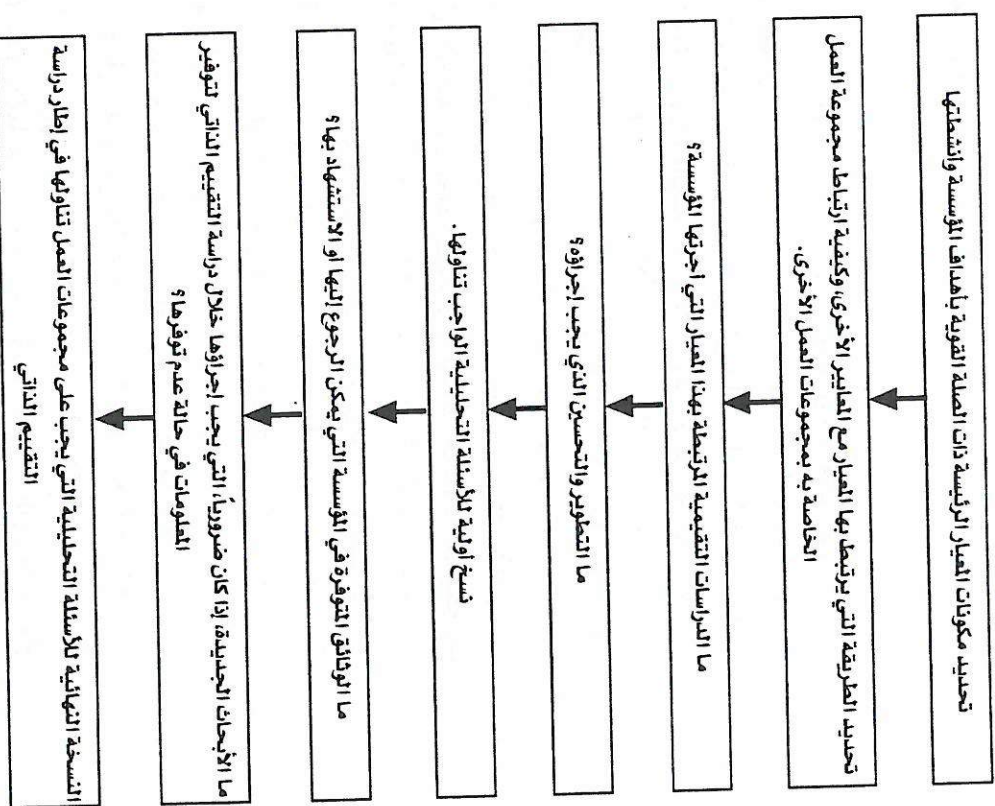 تحديد مكونات المعيار الرئيسة ذات الصلة القوية بأهداف المؤسسة وأنشطتها
تحديد الطريقة التي يرتبط بها المعيار مع المعايير الأخرى، وكيفية ارتباط مجموعة العمل
الخاصة به بمجموعات العمل الأخرى.
ما الدراسات التقييمية المرتبطة بهذا المعيار التي أجرتها المؤسسة؟
ما التطوير والتحسين الذي يجب إجراؤه؟
نسخ أولية للأسئلة التحليلية الواجب تناولها.
ما الوثائق المتوفرة في المؤسسة التي يمكن الرجوع إليها أو الاستشهاد بها؟
ما الأبحاث الجديدة، إذا كان ضرورياً، التي يجب إجراؤها خلال دراسة التقييم الذاتي لتوفير
المعلومات في حالة عدم توفرها؟
النسخة النهائية للأسئلة التحليلية التي يجب على مجموعات العمل تناولها في إطار دراسة
التقييم الذاتي